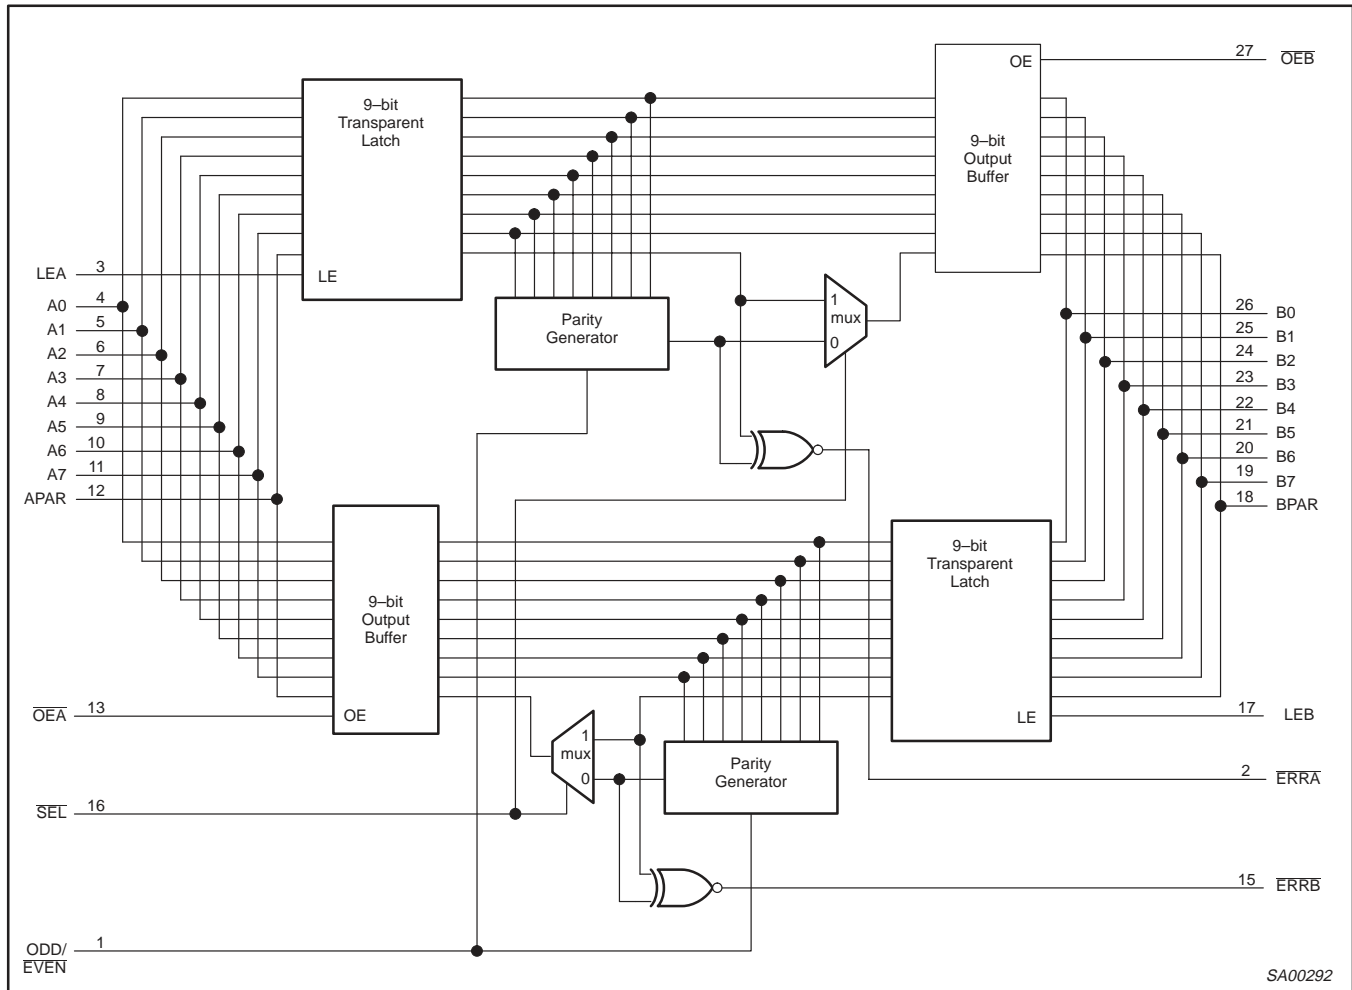 27 OEB
OE
9–bit
Transparent
Latch
9–bit
Output
Buffer
LEA 3
LE
A0 4
A1 5
A2 6
A3 7
A4 8
A5 9
A6 10
A7 11
APAR 12
Parity
Generator
1
mux
0
26 B0
25 B1
24 B2
23 B3
22 B4
21 B5
20 B6
19 B7
18 BPAR
9–bit
Output
Buffer
OE
9–bit
Transparent
Latch
LE
OEA 13
17 LEB
1
mux
0
Parity
Generator
2 ERRA
SEL 16
15 ERRB
ODD/ 1
EVEN
SA00292